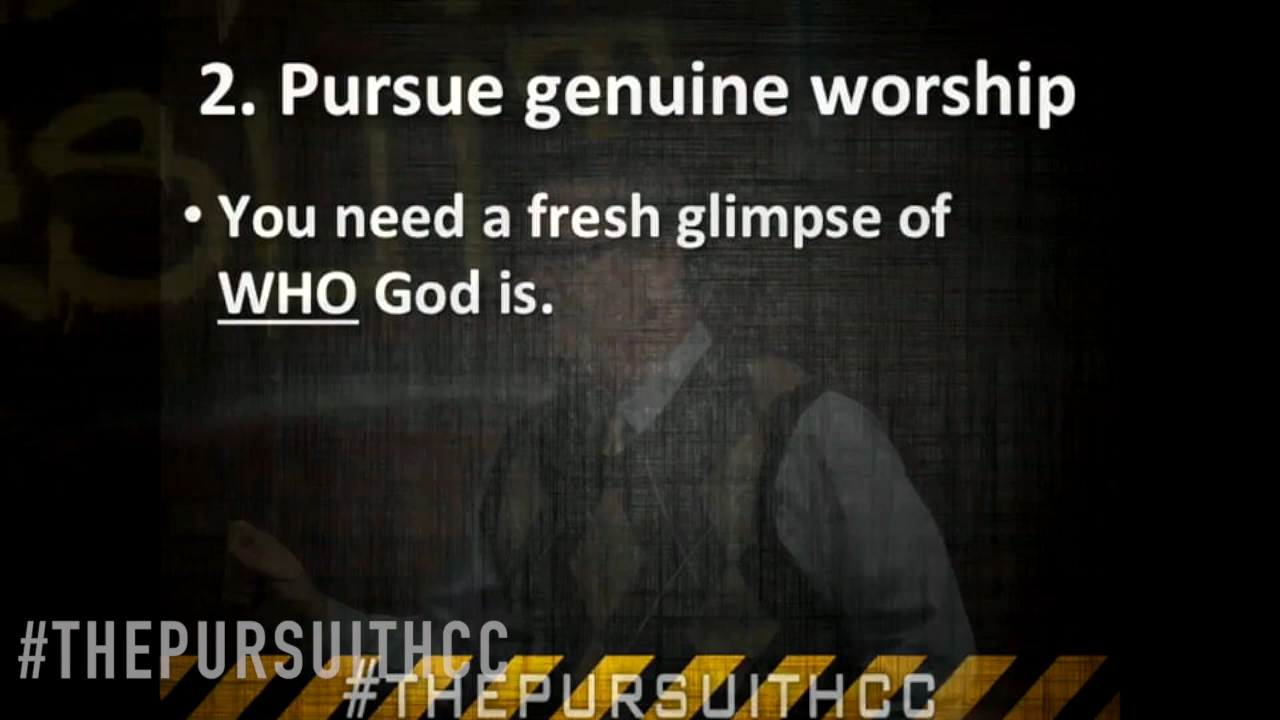 2. Pursue genuine worship
• You need a fresh glimpse of
WHO God is.
#THEPURSUITHCC
#THEPURSUITHCC